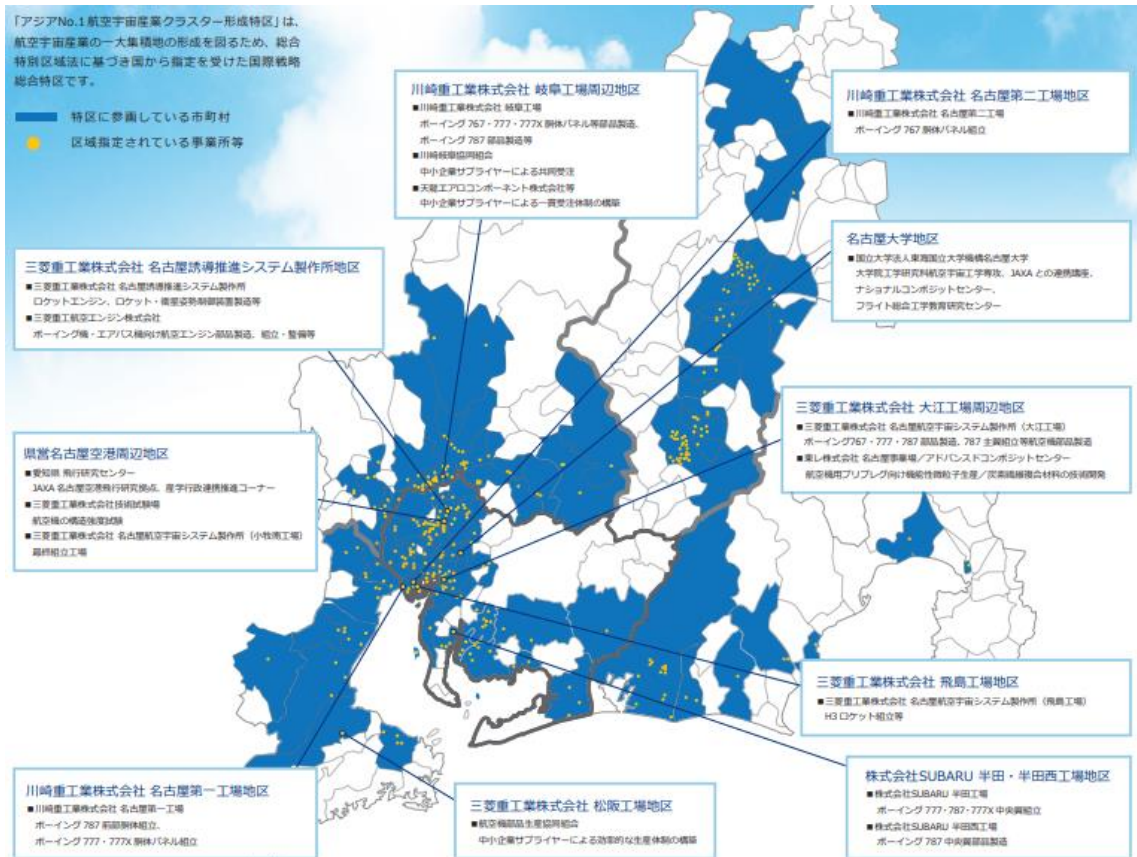 「アジアNo.1航空宇宙産業クラスター形成特区」は、
航空宇宙産業の一大集積地の形成を図るため、総合
特別区域法に基づき国から指定を受けた国際戦略
総合特区です。
特区に参画している市町村
区域指定されている事業所等
川崎重工業株式会社 岐阜工場周辺地区
■川崎重工業株式会社 岐阜工場
ボーイング 767・777・777X 胴体パネル等部品製造、
ボーイング 787 部品製造等
■川崎岐阜協同組合
中小企業サプライヤーによる共同受注
■天龍エアロコンポーネント株式会社等
中小企業サプライヤーによる一貫受注体制の構築
川崎重工業株式会社 名古屋第二工場地区
■川崎重工業株式会社 名古屋第二工場
ボーイング 767 胴体パネル組立
名古屋大学地区
■国立大学法人東海国立大学機構名古屋大学
大学院工学研究科航空宇宙工学専攻、JAXA との連携講座、
ナショナルコンポジットセンター、
フライト総合工学教育研究センター
三菱重工業株式会社 名古屋誘導推進システム製作所地区
■三菱重工業株式会社 名古屋誘導推進システム製作所
ロケットエンジン、ロケット・衛星姿勢制御装置製造等
■三菱重工航空エンジン株式会社
ボーイング機・エアバス機向け航空エンジン部品製造、組立・整備等
三菱重工業株式会社 大江工場周辺地区
■三菱重工業株式会社 名古屋航空宇宙システム製作所（大江工場）
ボーイング767・777・787 部品製造、787 主翼組立等航空機部品製造
■東レ株式会社 名古屋事業場／アドバンスドコンポジットセンター
航空機用プリプレグ向け機能性微粒子生産／炭素繊維複合材料の技術開発
県営名古屋空港周辺地区
■愛知県 飛行研究センター
JAXA 名古屋空港飛行研究拠点、産学行政連携推進コーナー
■三菱重工業株式会社技術試験場
航空機の構造強度試験
■三菱重工業株式会社 名古屋航空宇宙システム製作所（小牧南工場）
最終組立工場
三菱重工業株式会社 飛島工場地区
■三菱重工業株式会社 名古屋航空宇宙システム製作所（飛島工場）
H3 ロケット組立等
川崎重工業株式会社 名古屋第一工場地区
■川崎重工業株式会社 名古屋第一工場
ボーイング 787 前部胴体組立、
ボーイング 777・777X 胴体パネル組立
三菱重工業株式会社 松阪工場地区
■航空機部品生産協同組合
中小企業サプライヤーによる効率的な生産体制の構築
株式会社SUBARU 半田・半田西工場地区
■株式会社SUBARU 半田工場
ボーイング 777・787・777X 中央翼組立
■株式会社SUBARU 半田西工場
ボーイング 787 中央翼部品製造